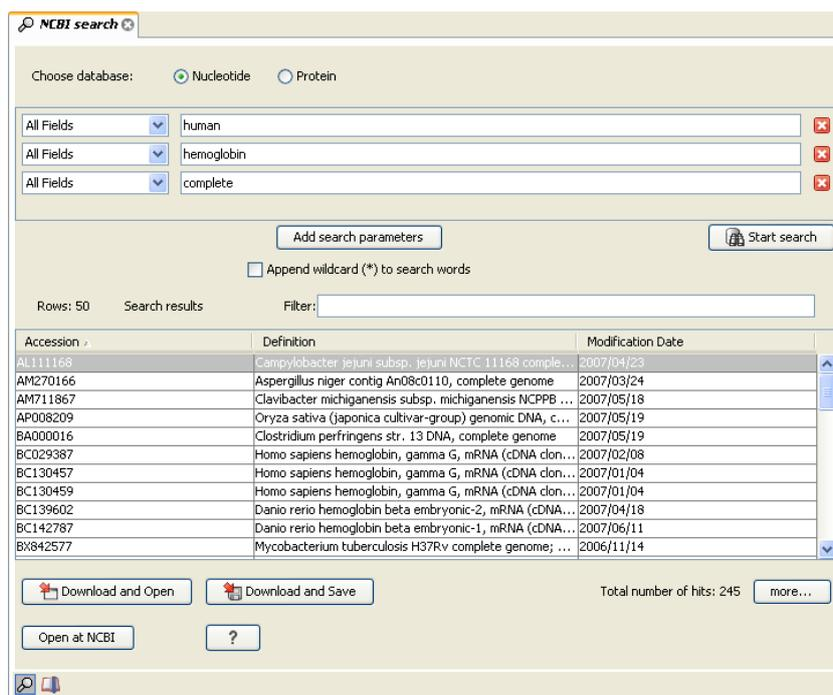 NCBI search
Choose database: Nucleotide Protein
All Fields human
All Fields hemoglobin
All Fields complete
Add search parameters Start search
Append wildcard (*) to search words
Rows: 50 Search results Filter:
Accession Definition Modification Date
AL111168 Campylobacter jejuni subsp. jejuni NCTC 11168 comple... 2007/04/23
AM270166 Aspergillus niger contig An08c0110, complete genome 2007/03/24
AM711867 Clavibacter michiganensis subsp. michiganensis NCPPB ... 2007/05/18
AP008209 Oryza sativa (japonica cultivar-group) genomic DNA, c... 2007/05/19
BA000016 Clostridium perfringens str. 13 DNA, complete genome 2007/05/19
BC029387 Homo sapiens hemoglobin, gamma G, mRNA (cDNA clon... 2007/02/08
BC130457 Homo sapiens hemoglobin, gamma G, mRNA (cDNA clon... 2007/01/04
BC130459 Homo sapiens hemoglobin, gamma G, mRNA (cDNA clon... 2007/01/04
BC139602 Danio rerio hemoglobin beta embryonic-2, mRNA (cDNA... 2007/04/18
BC142787 Danio rerio hemoglobin beta embryonic-1, mRNA (cDNA... 2007/06/11
BX842577 Mycobacterium tuberculosis H37Rv complete genome; ... 2006/11/14
Download and Open Download and Save Total number of hits: 245 more...
Open at NCBI ?